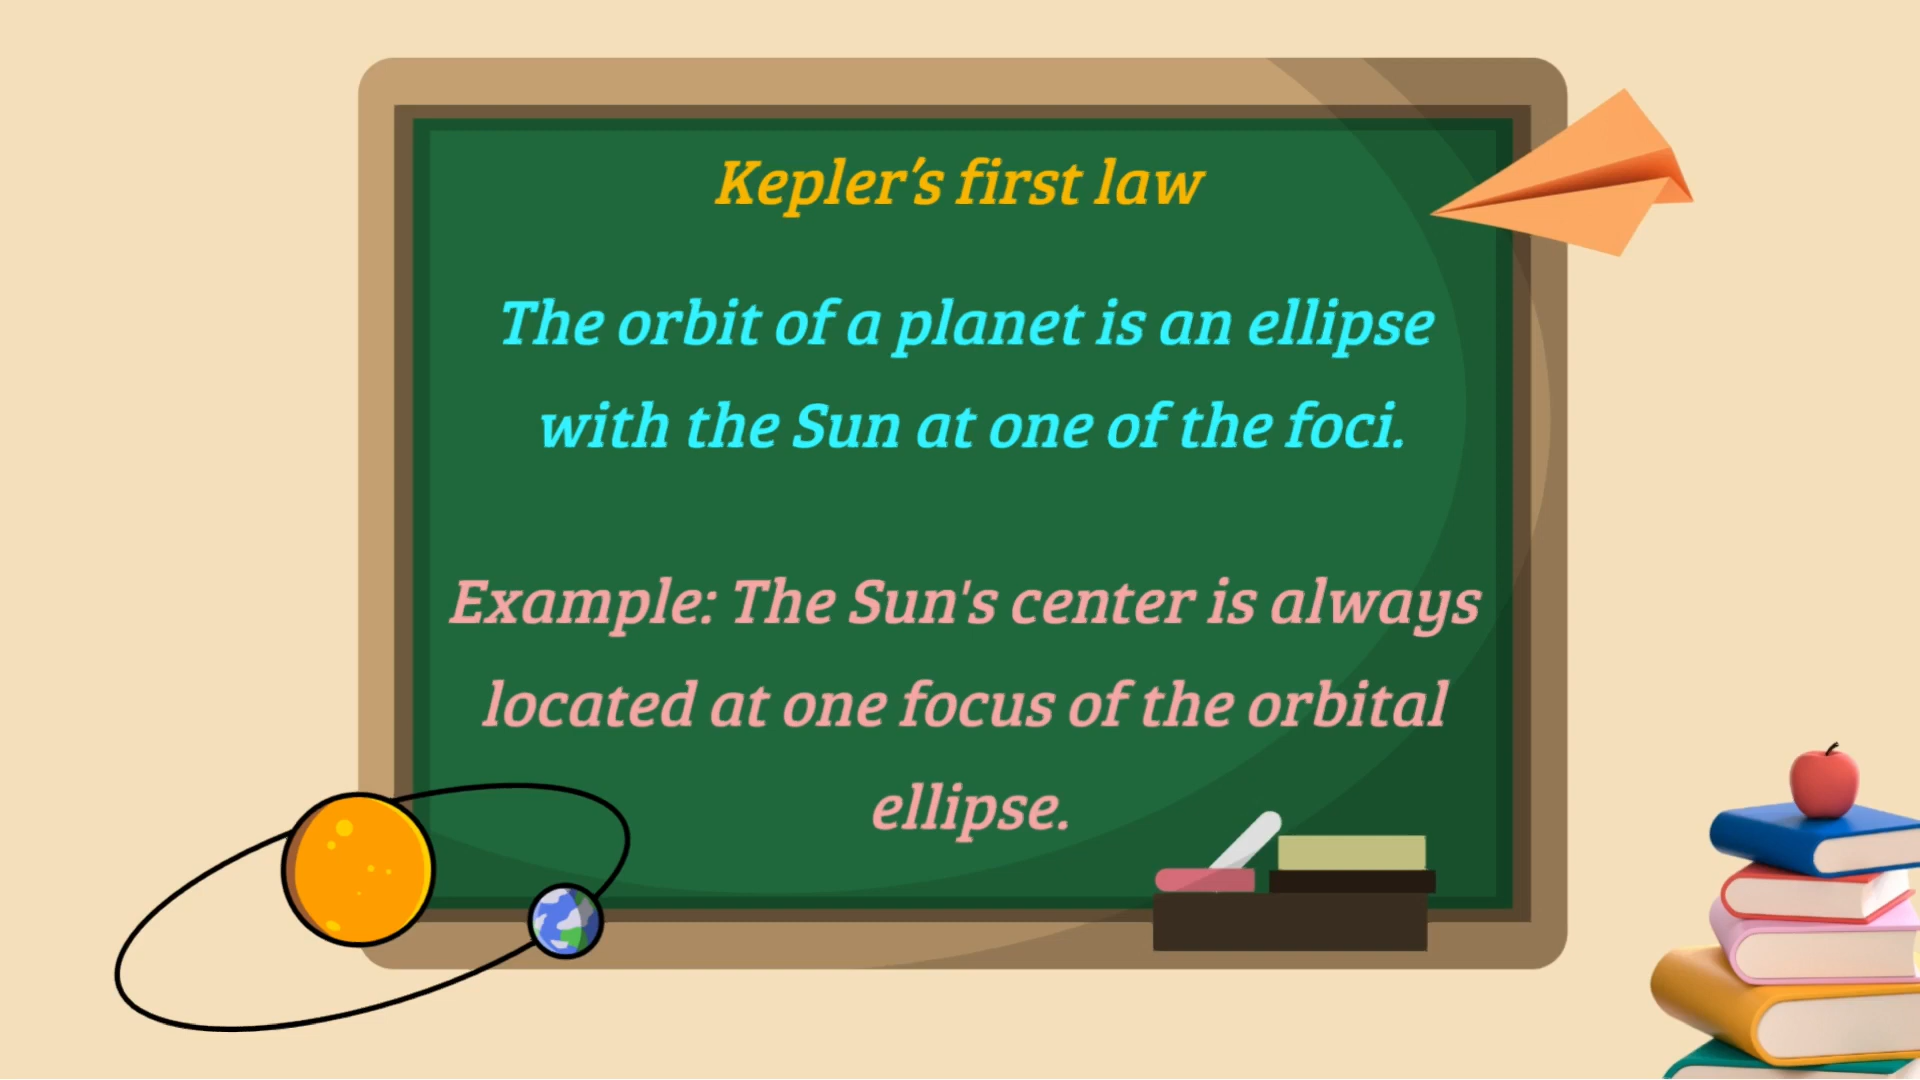 Kepler’s first law
The orbit of a planet is an ellipse
with the Sun at one of the foci.
Example: The Sun's center is always
located at one focus of the orbital
ellipse.